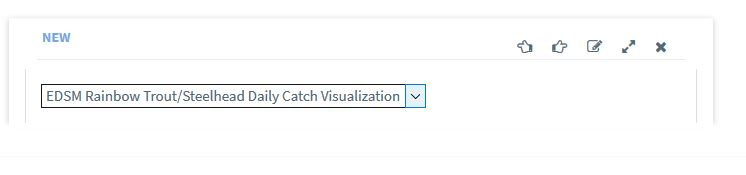 NEW
EDSM Rainbow Trout/Steelhead Daily Catch Visualization